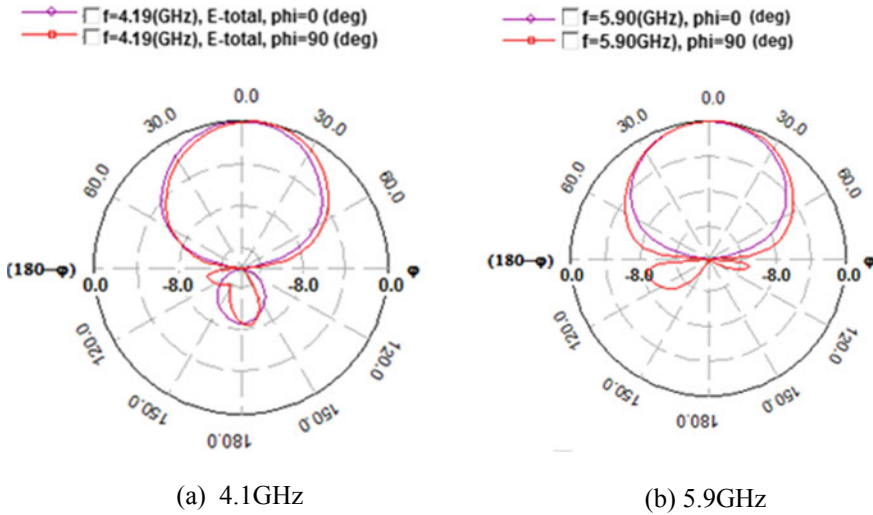 f=4.19(GHz), E-total, phi=0 (deg)
f=4.19(GHz), E-total, phi=90 (deg)
0.0
30.0
30.0
60.0
60.0
(180-φ)
φ
0.0
-8.0
-8.0
0.0
120.0
120.0
150.0
150.0
180.0
(a) 4.1GHz
f=5.90(GHz), phi=0 (deg)
f=5.90GHz), phi=90 (deg)
0.0
30.0
30.0
60.0
60.0
(180-φ)
φ
0.0
-8.0
-8.0
0.0
120.0
120.0
150.0
150.0
180.0
(b) 5.9GHz